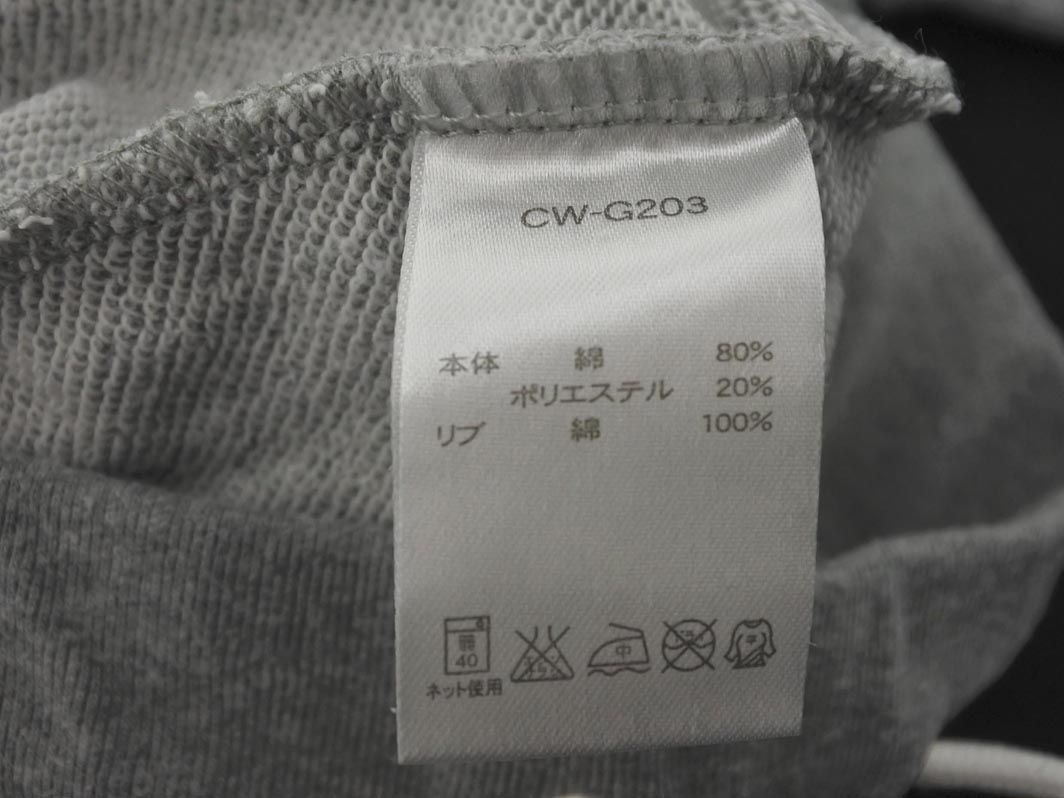 CW-G203
本体 綿 80%
ポリエステル 20%
リブ 綿 100%
40 中
ネット使用